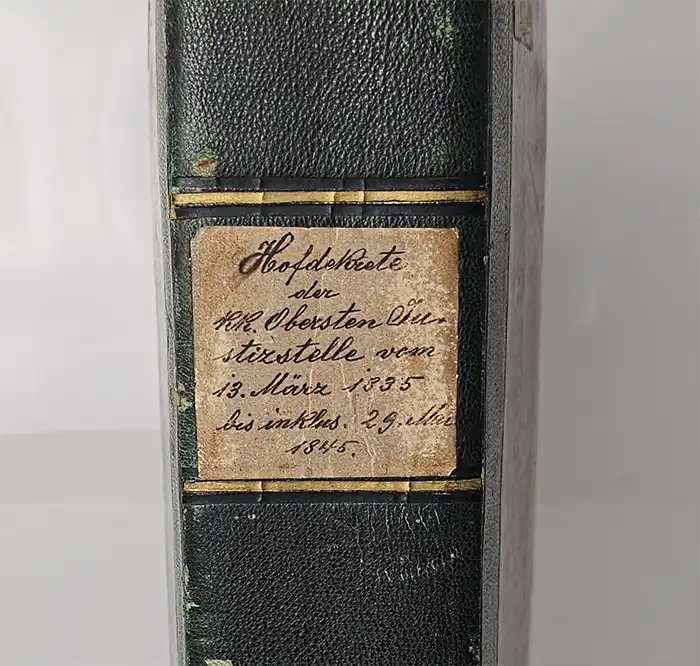 Hofdekrete
der
kk. Obersten Ju-
stizstelle vom
13. März 1835
bis inklus. 29.
1845.